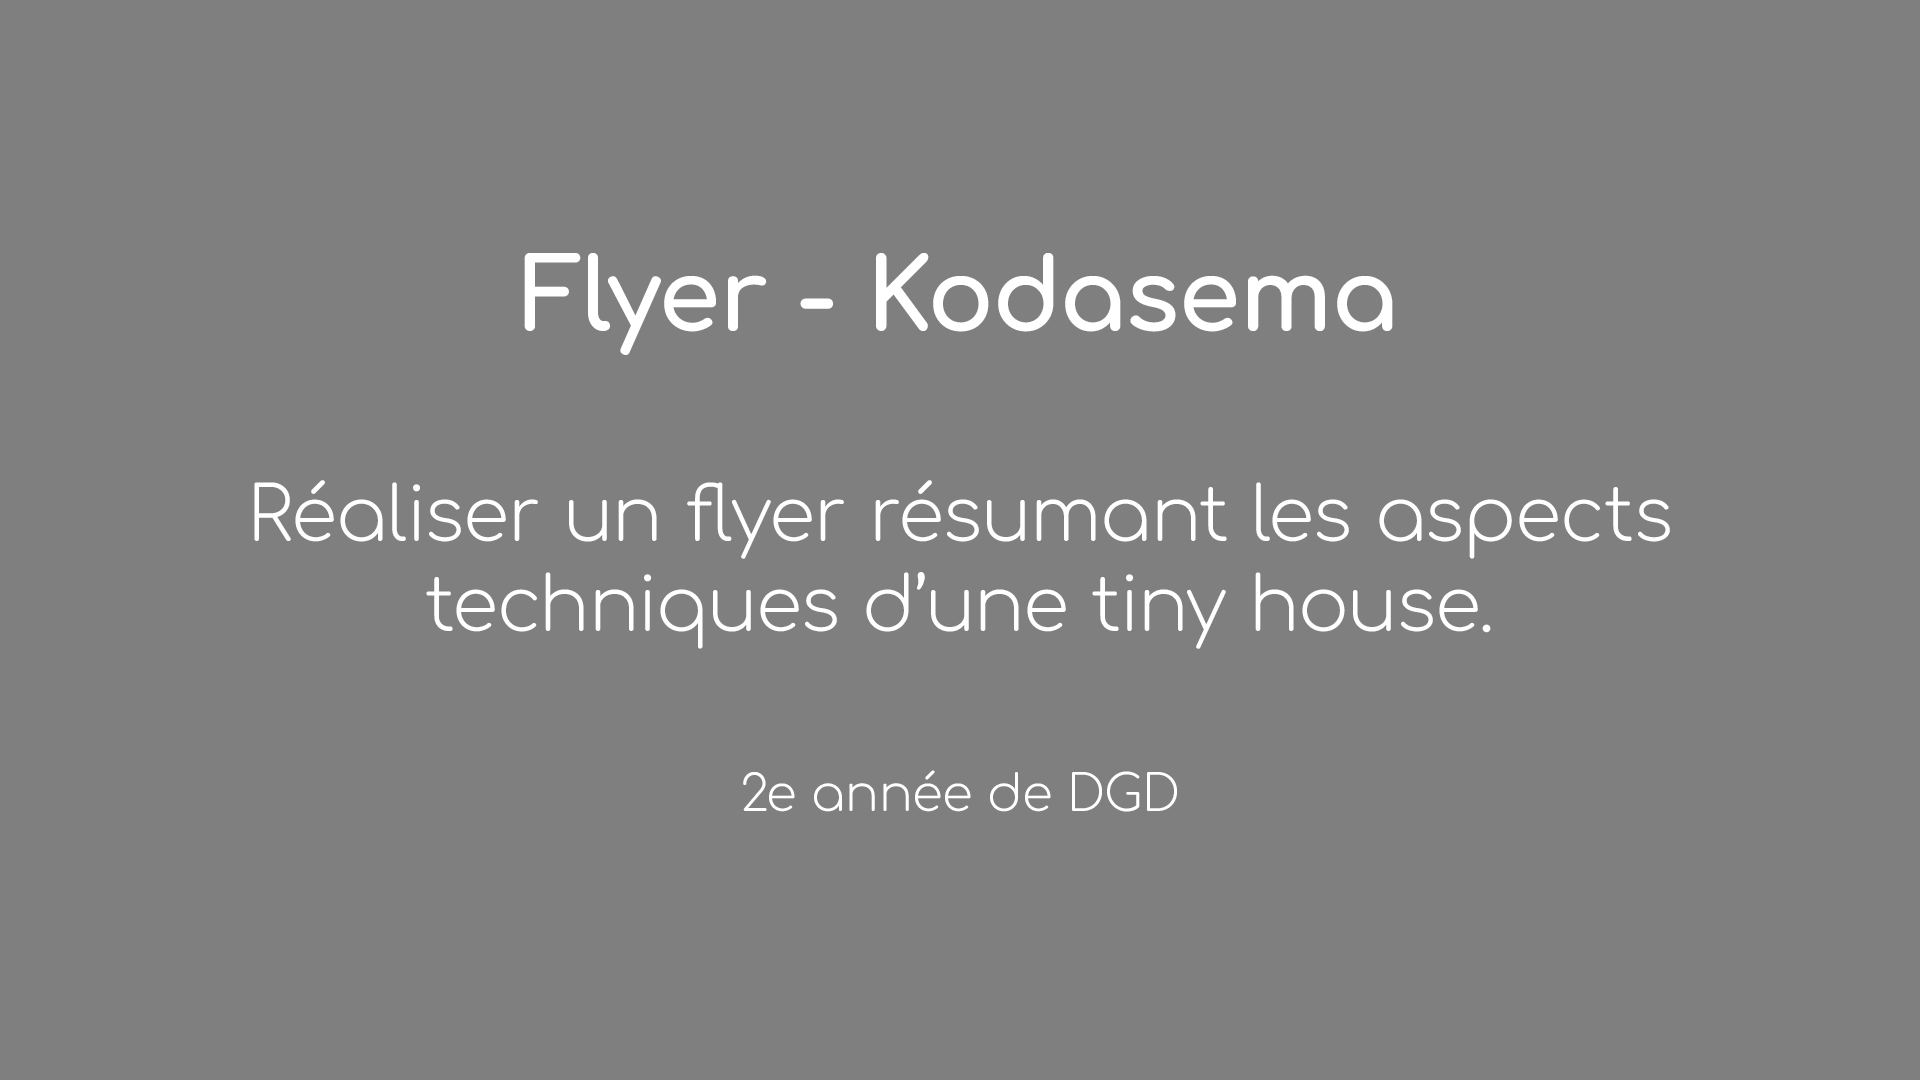 Flyer - Kodasema
Réaliser un flyer résumant les aspects
techniques d’une tiny house.
2e année de DGD